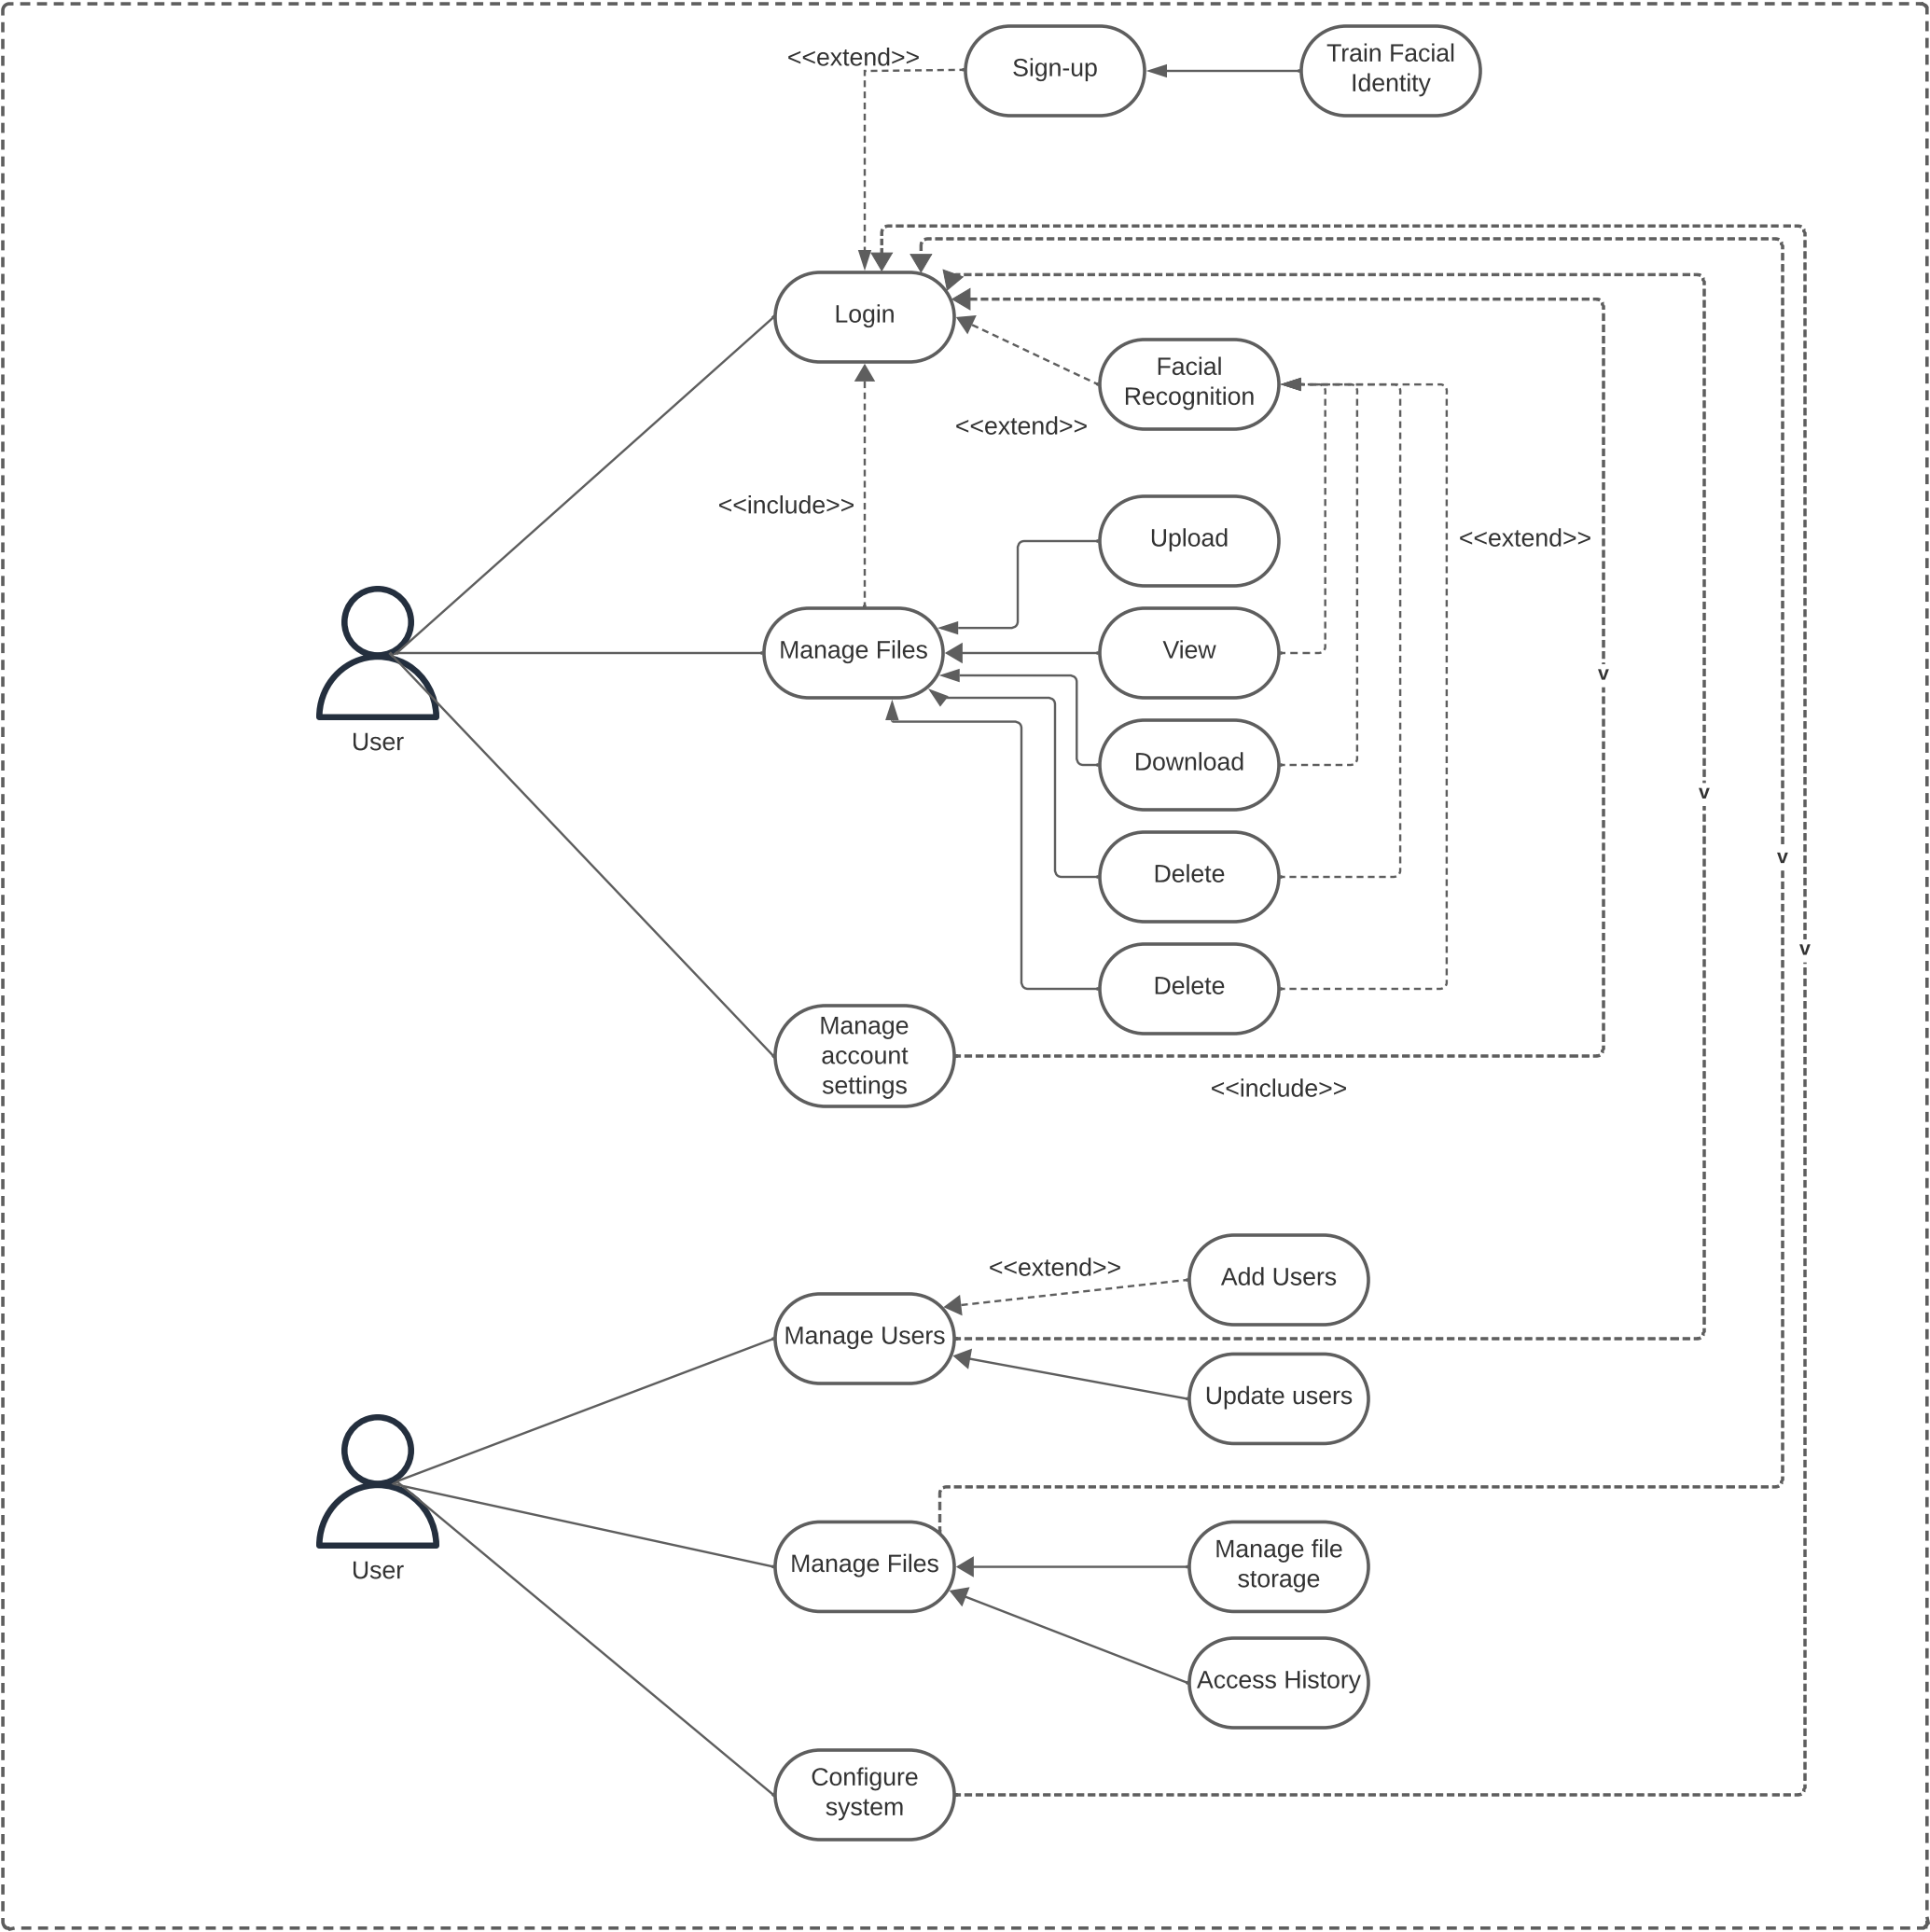 <<extend>>
Sign-up
Train Facial
Identity
Login
Facial
Recognition
<<extend>>
<<include>>
Upload
<<extend>>
Manage Files
View
v
User
Download
v
v
Delete
v
Delete
Manage
account
settings
<<include>>
<<extend>>
Add Users
Manage Users
Update users
User
Manage Files
Manage file
storage
Access History
Configure
system